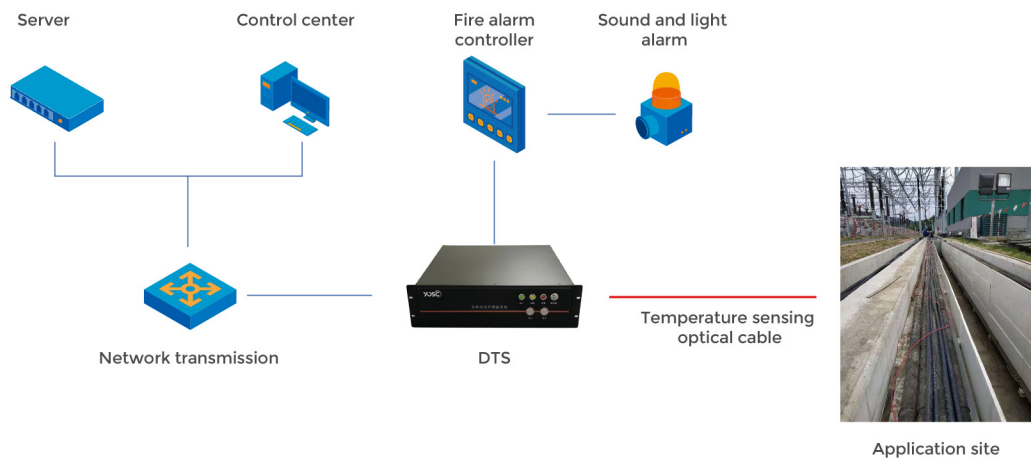 Server
Control center
Fire alarm
controller
Sound and light
alarm
Network transmission
DTS
Temperature sensing
optical cable
Application site